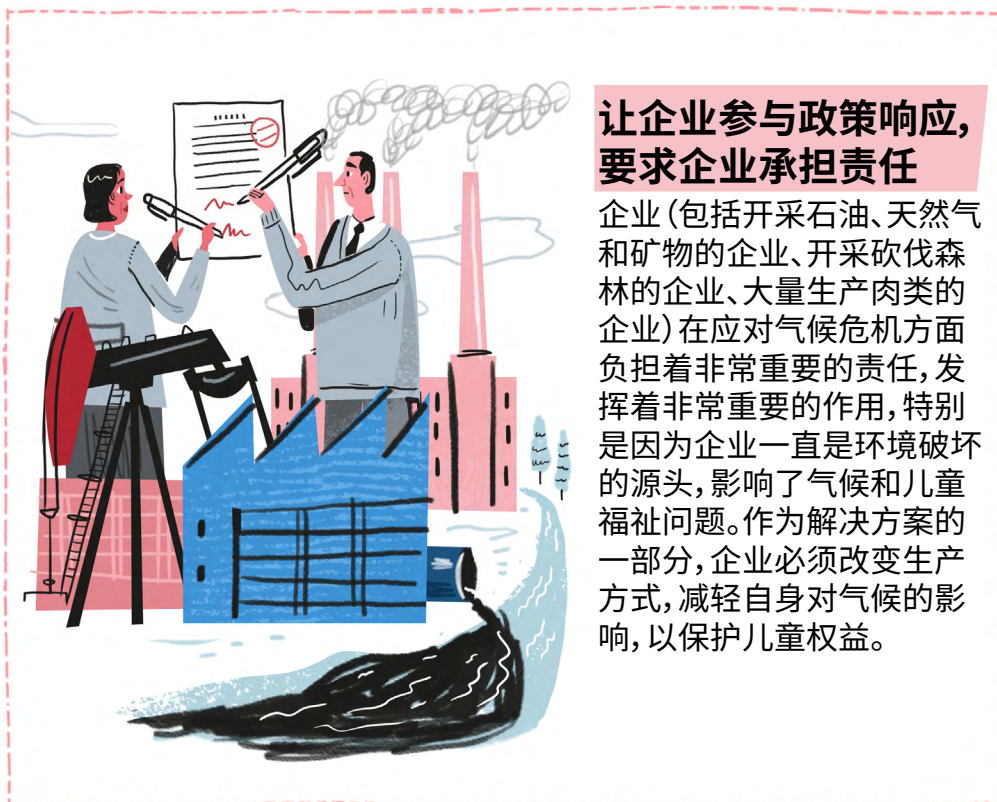 让企业参与政策响应，
要求企业承担责任
企业（包括开采石油、天然气
和矿物的企业、开采砍伐森
林的企业、大量生产肉类的
企业）在应对气候危机方面
负担着非常重要的责任，发
挥着非常重要的作用，特别
是因为企业一直是环境破坏
的源头，影响了气候和儿童
福祉问题。作为解决方案的
一部分，企业必须改变生产
方式，减轻自身对气候的影
响，以保护儿童权益。